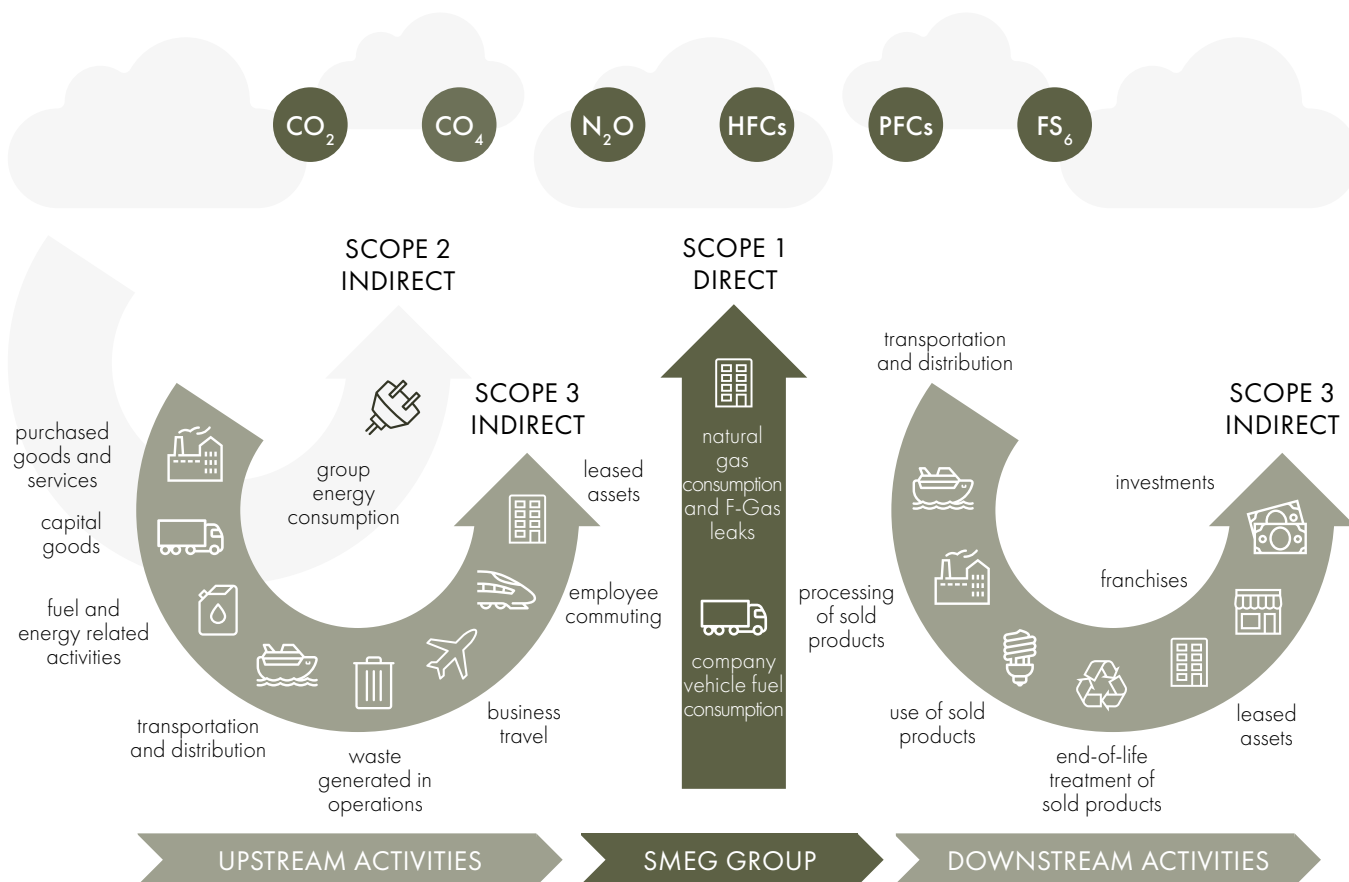 CO2
CO4
N2O
HFCs
PFCs
FS6
SCOPE 2
INDIRECT
SCOPE 1
DIRECT
SCOPE 3
INDIRECT
SCOPE 3
INDIRECT
purchased
goods and
services
capital
goods
fuel and
energy related
activities
transportation
and distribution
waste
generated in
operations
business
travel
employee
commuting
leased
assets
group
energy
consumption
natural
gas
consumption
and F-Gas
leaks
company
vehicle fuel
consumption
transportation
and distribution
processing
of sold
products
use of sold
products
end-of-life
treatment of
sold products
leased
assets
franchises
investments
UPSTREAM ACTIVITIES
SMEG GROUP
DOWNSTREAM ACTIVITIES